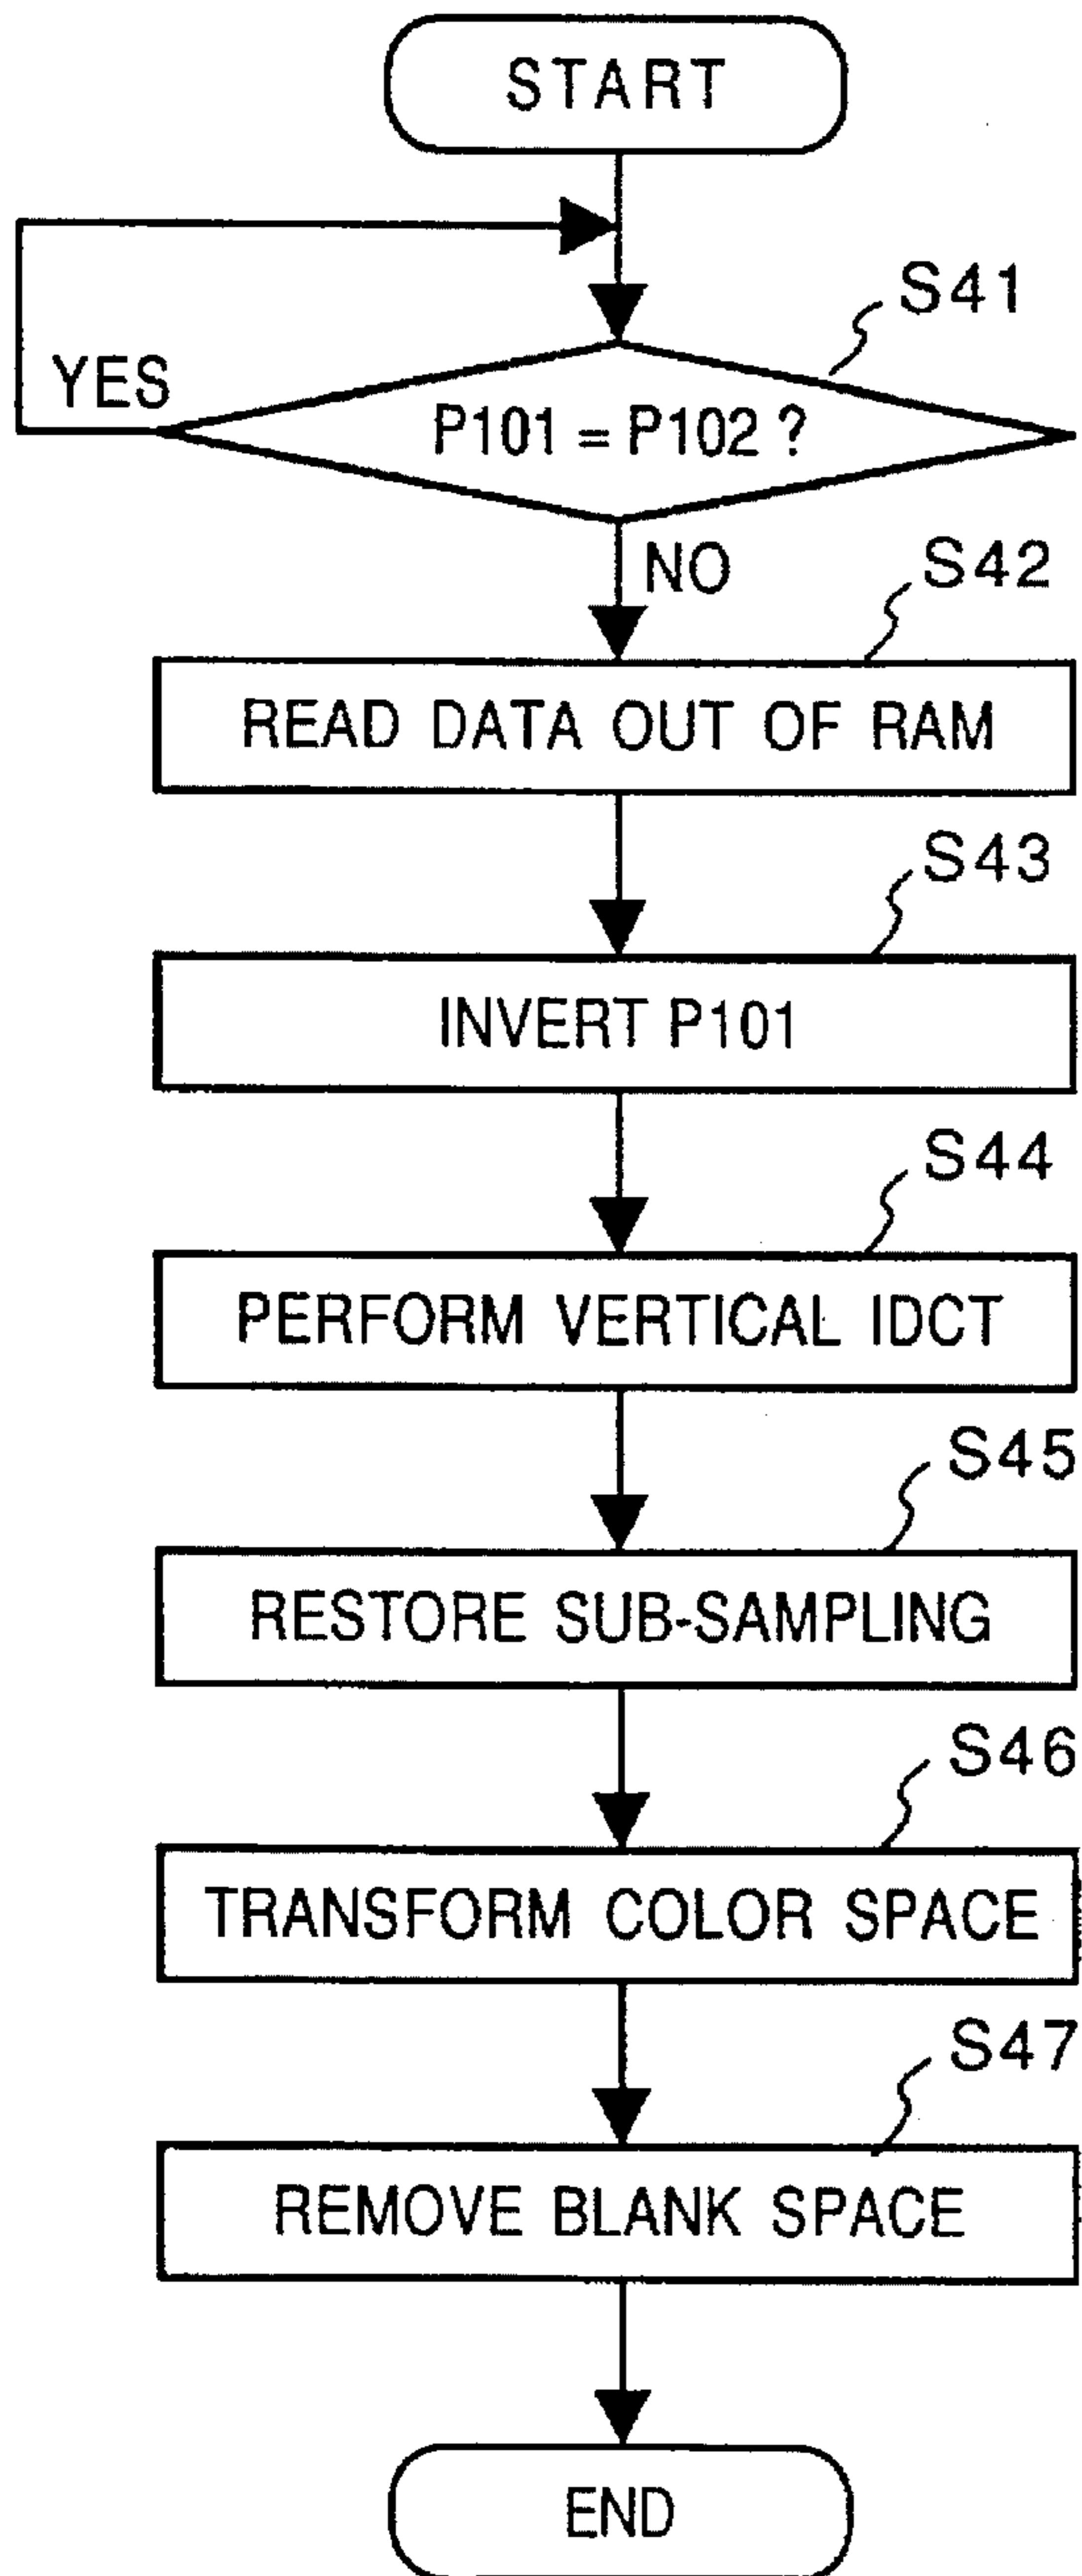 START
S41
YES
P101 = P102 ?
NO
S42
READ DATA OUT OF RAM
S43
INVERT P101
S44
PERFORM VERTICAL IDCT
S45
RESTORE SUB-SAMPLING
S46
TRANSFORM COLOR SPACE
S47
REMOVE BLANK SPACE
END